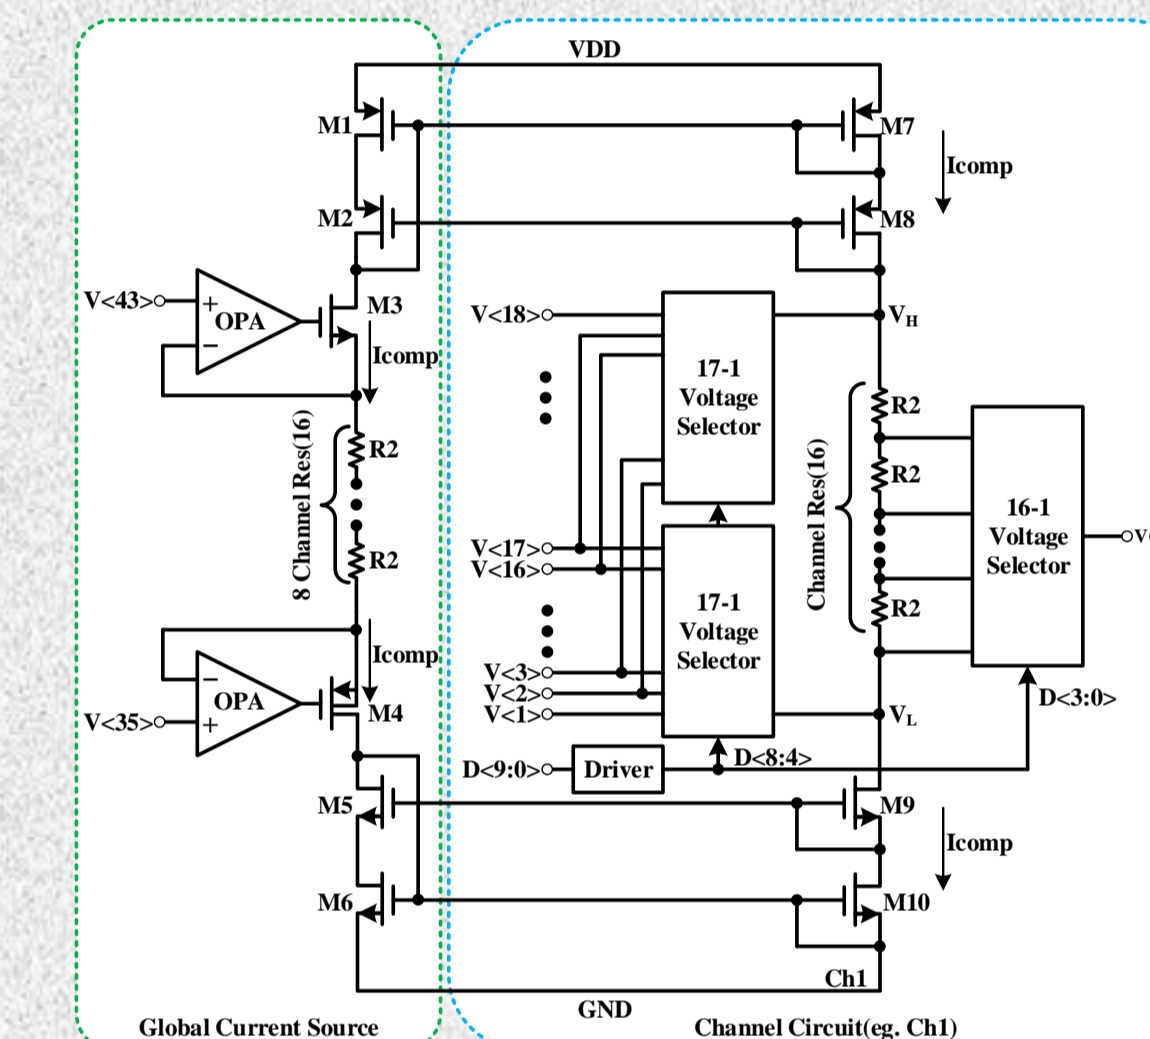 VDD
M1
M7
Icomp
M2
M8
V<43>
+
OPA
−
M3
Icomp
V<18>
VH
17-1
Voltage
Selector
R2
R2
8 Channel Res(16)
R2
R2
Channel Res(16)
16-1
Voltage
Selector
V<17>
V<16>
17-1
Voltage
Selector
R2
Icomp
−
OPA
+
V<35>
M4
V<3>
V<2>
V<1>
VL
D<3:0>
D<9:0>
Driver
D<8:4>
M5
M9
Icomp
M6
M10
Ch1
GND
Global Current Source
Channel Circuit(eg. Ch1)